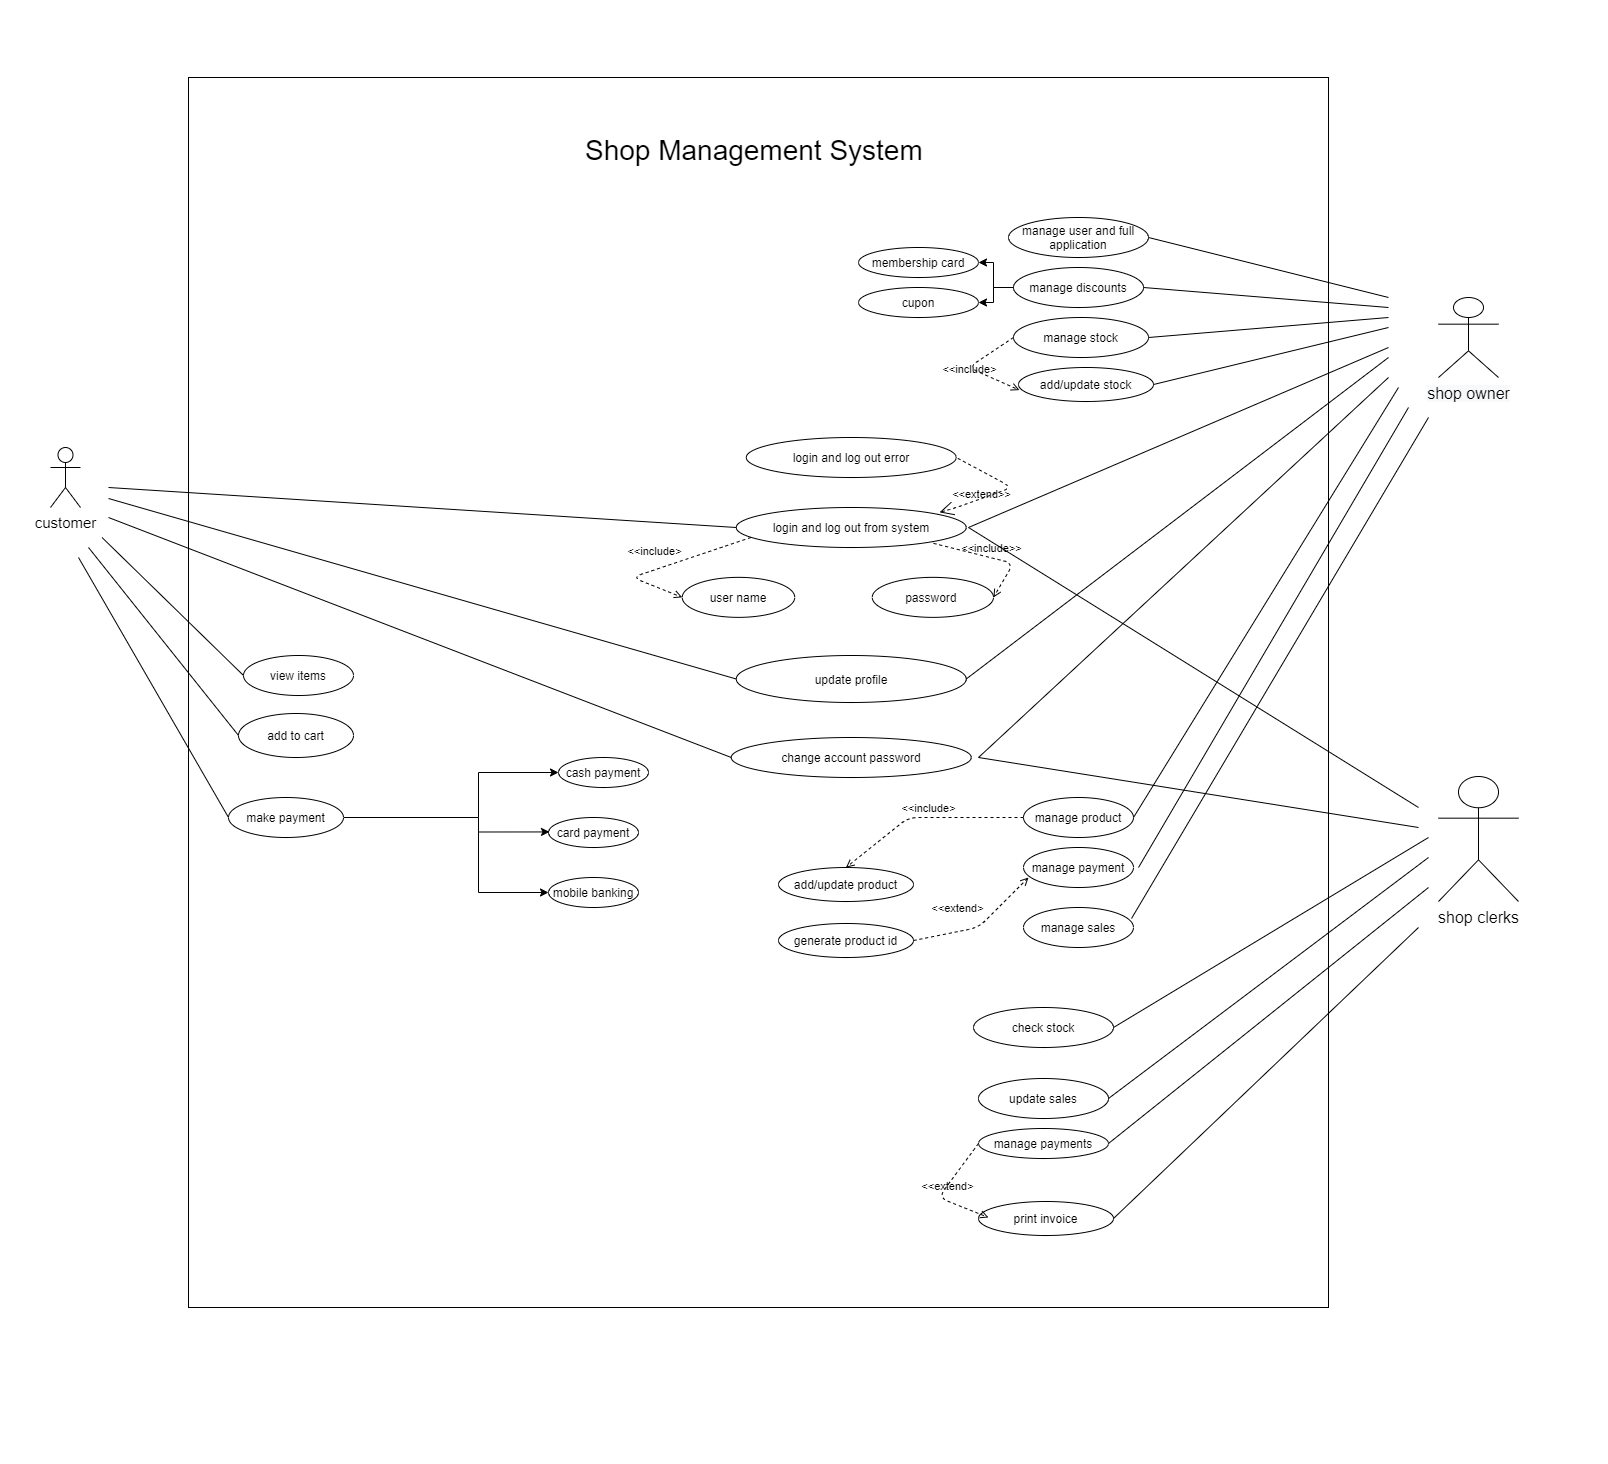 Shop Management System
manage user and full
application
membership card
manage discounts
cupon
manage stock
<<include>
add/update stock
shop owner
login and log out error
<<extend>>
customer
login and log out from system
<<include>
<<include>>
user name
password
view items
update profile
add to cart
change account password
cash payment
make payment
card payment
mobile banking
<<include>
manage product
manage payment
add/update product
<<extend>
generate product id
manage sales
shop clerks
check stock
update sales
manage payments
<<extend>
print invoice